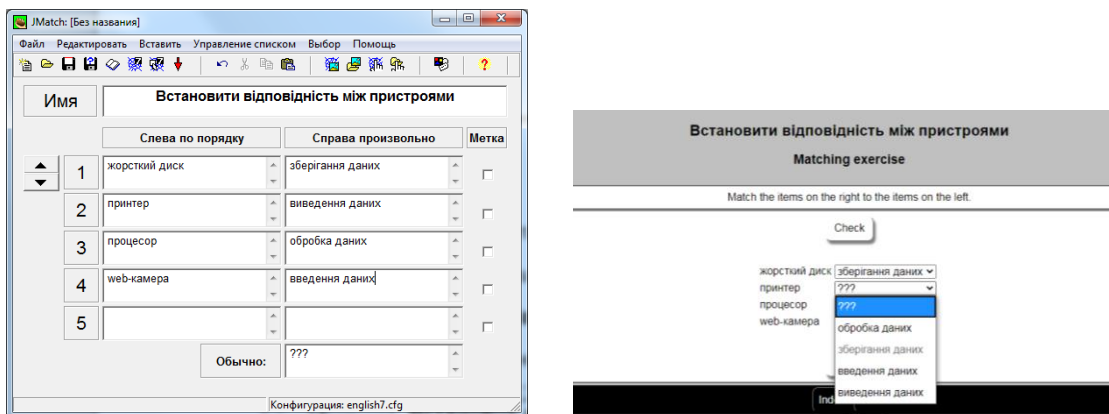 JMatch: [Без названия]
Файл Редактировать Вставить Управление списком Выбор Помощь
Имя
Встановити відповідність між пристроями
Слева по порядку Справа произвольно Метка
1 жорсткий диск зберігання даних
2 принтер виведення даних
3 процесор обробка даних
4 web-камера введення даних
5
Обычно: ???
Конфигурация: english7.cfg
Встановити відповідність між пристроями
Matching exercise
Match the items on the right to the items on the left.
Check
жорсткий диск зберігання даних
принтер ???
процесор ???
web-камера
обробка даних
зберігання даних
введення даних
виведення даних